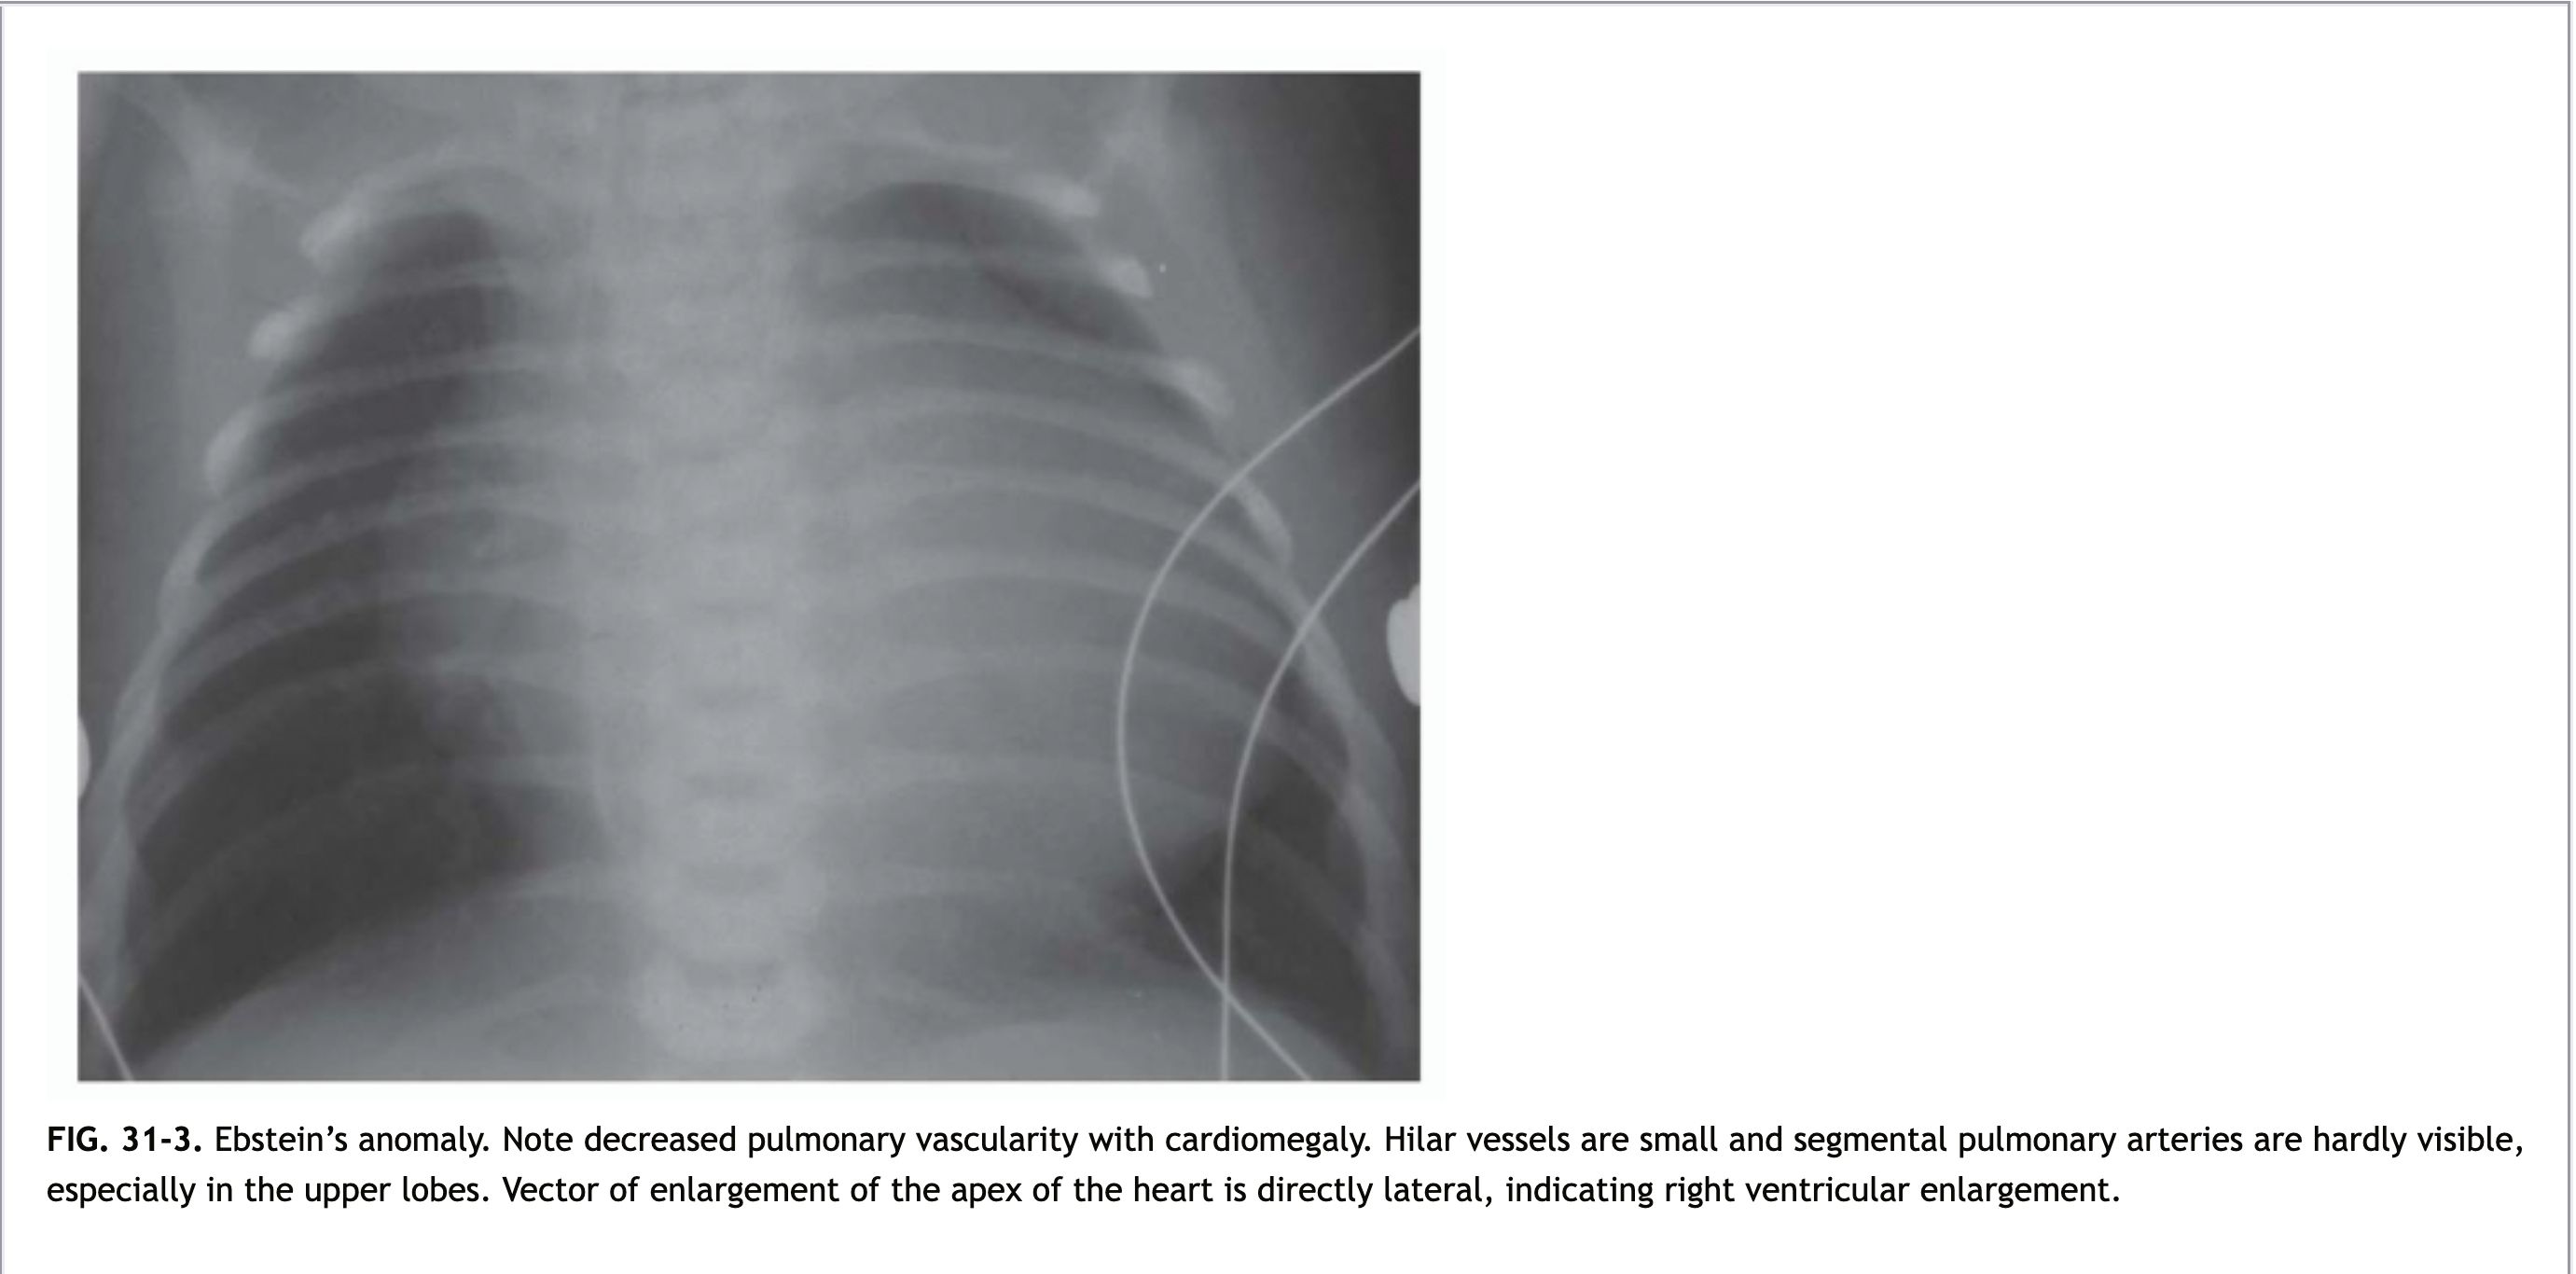 FIG. 31-3. Ebstein’s anomaly. Note decreased pulmonary vascularity with cardiomegaly. Hilar vessels are small and segmental pulmonary arteries are hardly visible,
especially in the upper lobes. Vector of enlargement of the apex of the heart is directly lateral, indicating right ventricular enlargement.